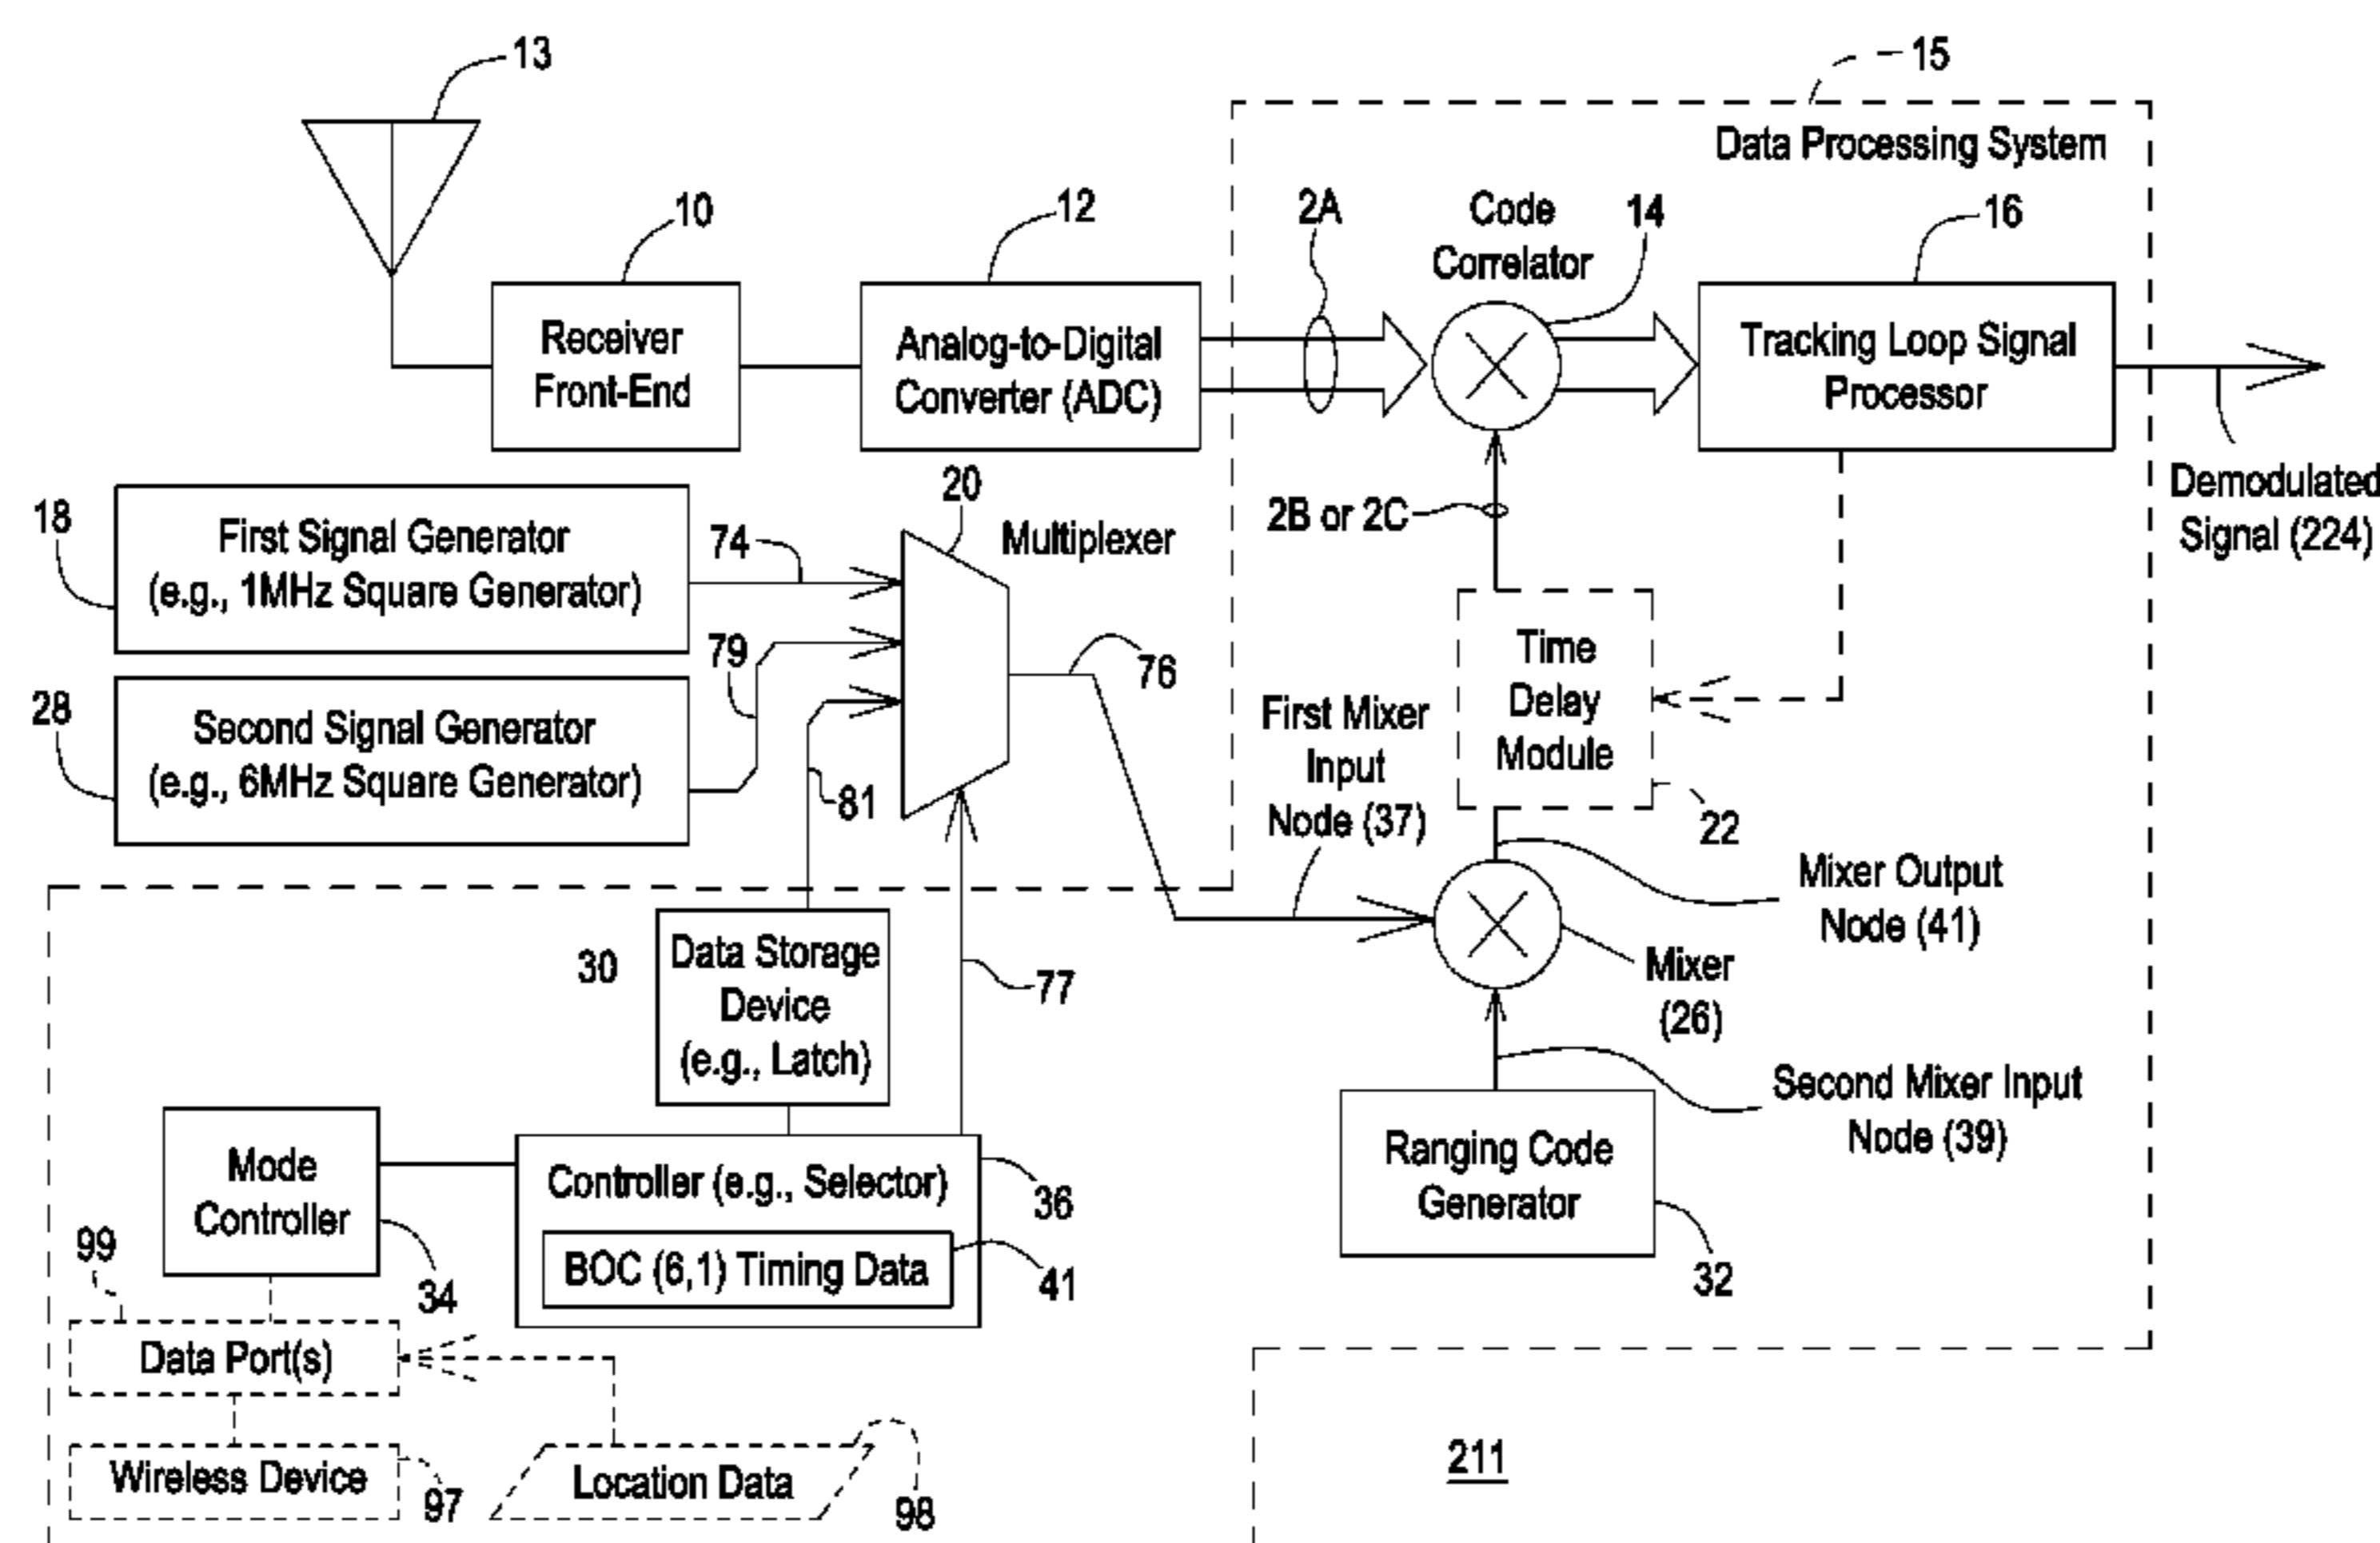 13
15
Data Processing System
10
12
2A
Code
Correlator
14
16
Receiver
Front-End
Analog-to-Digital
Converter (ADC)
Tracking Loop Signal
Processor
18
First Signal Generator
(e.g., 1MHz Square Generator)
74
20
Multiplexer
2B or 2C
Demodulated
Signal (224)
28
Second Signal Generator
(e.g., 6MHz Square Generator)
79
81
76
First Mixer
Input
Node (37)
Time
Delay
Module
22
30
Data Storage
Device
(e.g., Latch)
77
Mixer Output
Node (41)
Mixer
(26)
Second Mixer Input
Node (39)
Mode
Controller
34
Controller (e.g., Selector)
36
BOC (6,1) Timing Data
41
Ranging Code
Generator
32
99
Data Port(s)
Wireless Device
97
Location Data
98
211